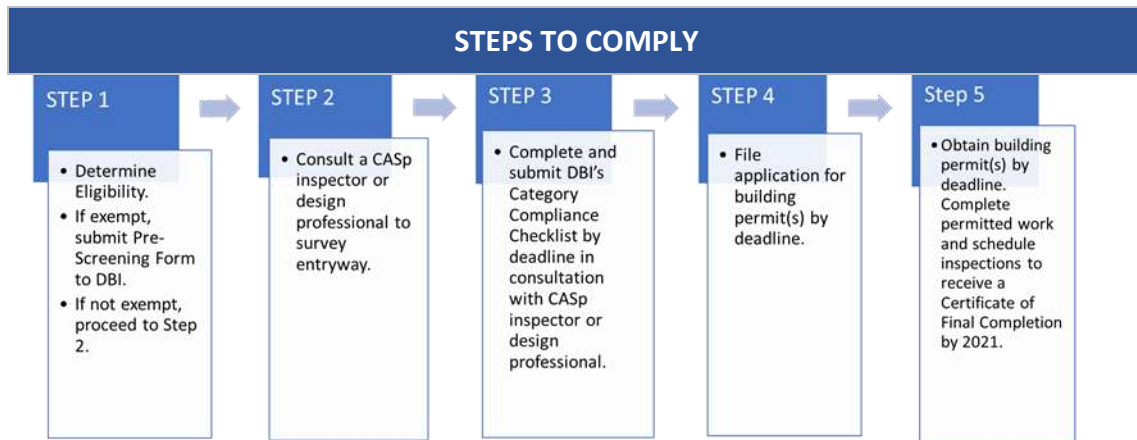 STEPS TO COMPLY
STEP 1
• Determine
Eligibility.
• If exempt,
submit Pre-
Screening Form
to DBI.
• If not exempt,
proceed to Step
2.
STEP 2
• Consult a CASp
inspector or
design
professional to
survey
entryway.
STEP 3
• Complete and
submit DBI's
Category
Compliance
Checklist by
deadline in
consultation
with CASp
inspector or
design
professional.
STEP 4
• File
application for
building
permit(s) by
deadline.
Step 5
• Obtain building
permit(s) by
deadline.
Complete
permitted work
and schedule
inspections to
receive a
Certificate of
Final Completion
by 2021.